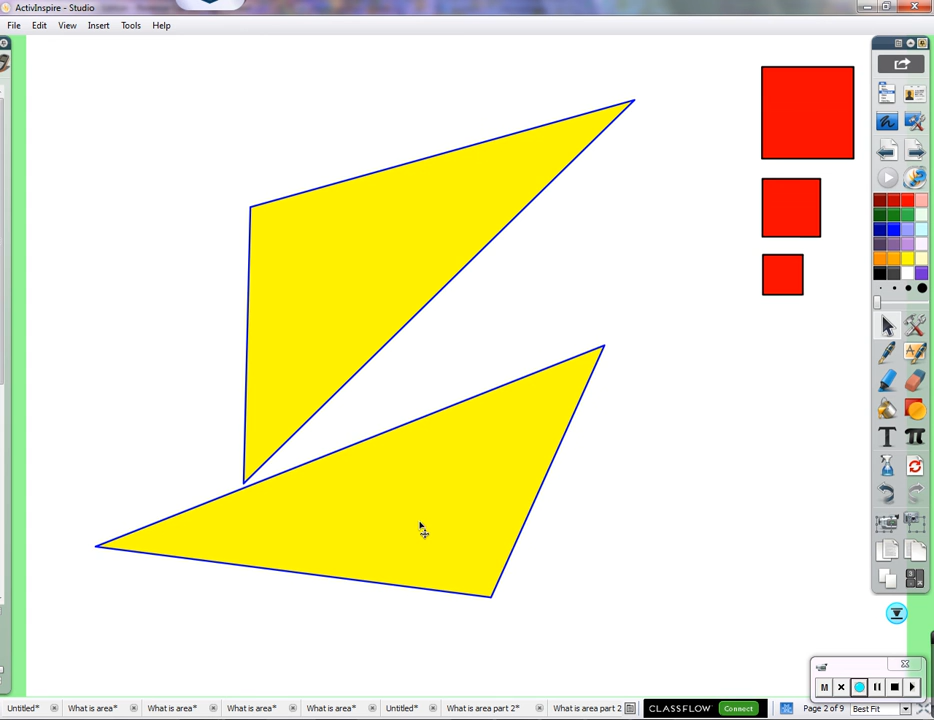 ActivInspire - Studio
File Edit View Insert Tools Help
T π
M
Untitled* What is area* What is area* What is area* What is area* Untitled* What is area part 2* What is area part 2 CLASSFLOW Connect Page 2 of 9 Best Fit